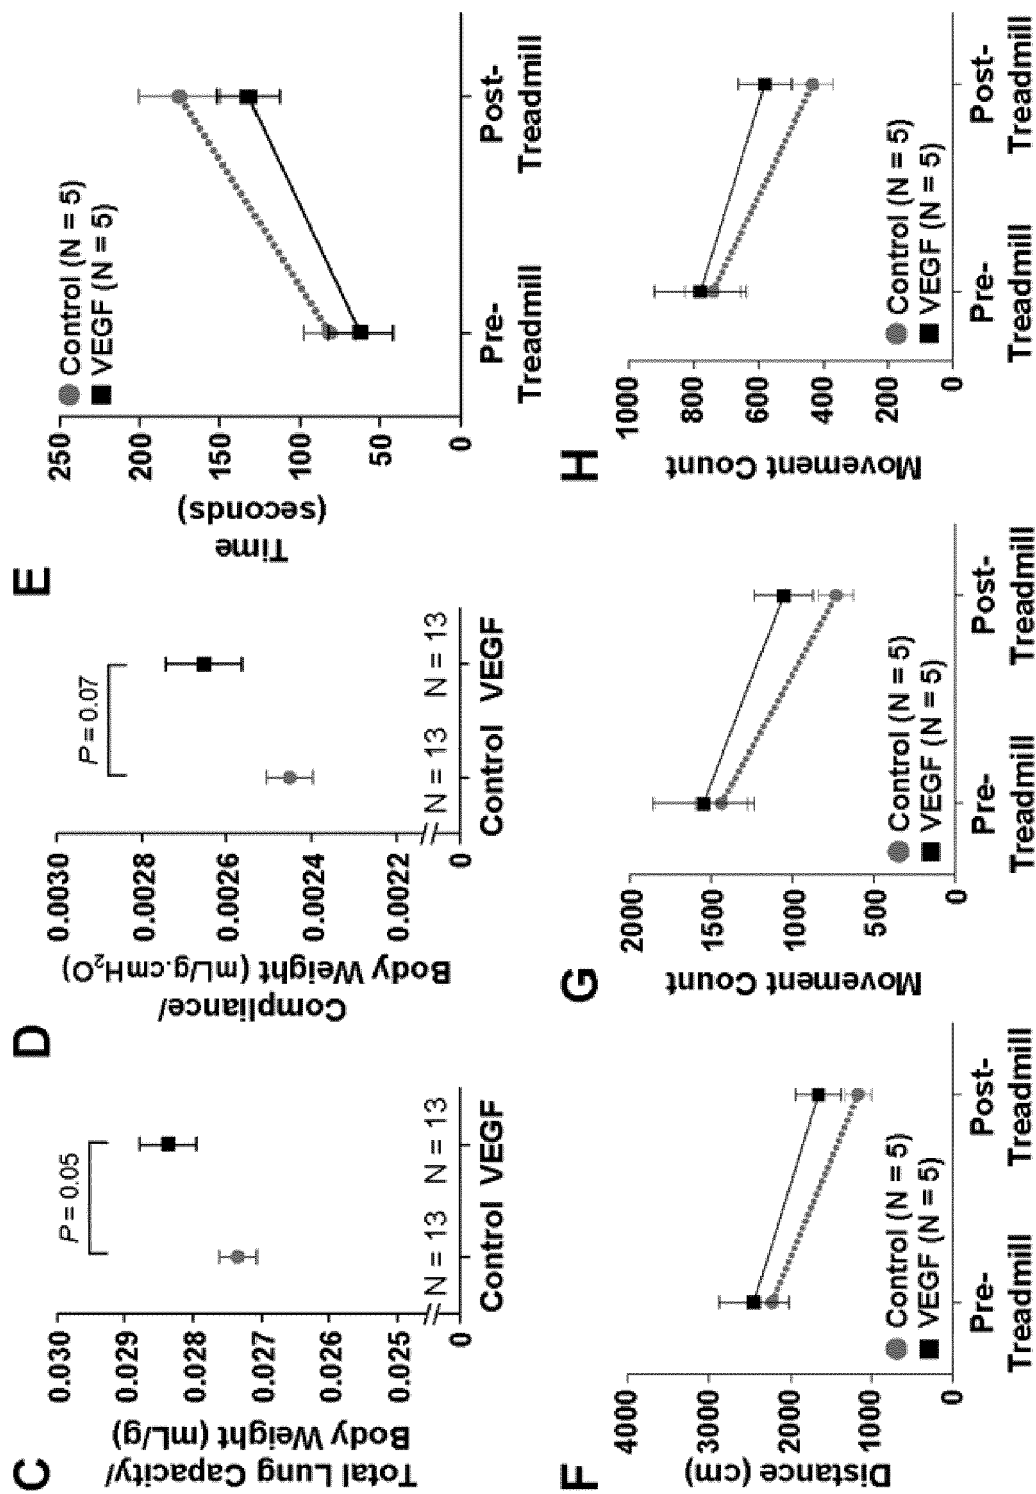 C
Total Lung Capacity/
Body Weight (mL/g)
0.030
0.029
0.028
0.027
0.026
0.025
0
P = 0.05
N = 13 N = 13
Control VEGF
D
Compliance/
Body Weight (mL/g.cmH₂O)
0.0030
0.0028
0.0026
0.0024
0.0022
0
P = 0.07
N = 13 N = 13
Control VEGF
E
Time
(seconds)
250
200
150
100
50
0
Control (N = 5)
VEGF (N = 5)
Pre- Post-
Treadmill Treadmill
F
Distance (cm)
4000
3000
2000
1000
0
Control (N = 5)
VEGF (N = 5)
Pre- Post-
Treadmill Treadmill
G
Movement Count
2000
1500
1000
500
0
Control (N = 5)
VEGF (N = 5)
Pre- Post-
Treadmill Treadmill
H
Movement Count
1000
800
600
400
200
0
Control (N = 5)
VEGF (N = 5)
Pre- Post-
Treadmill Treadmill